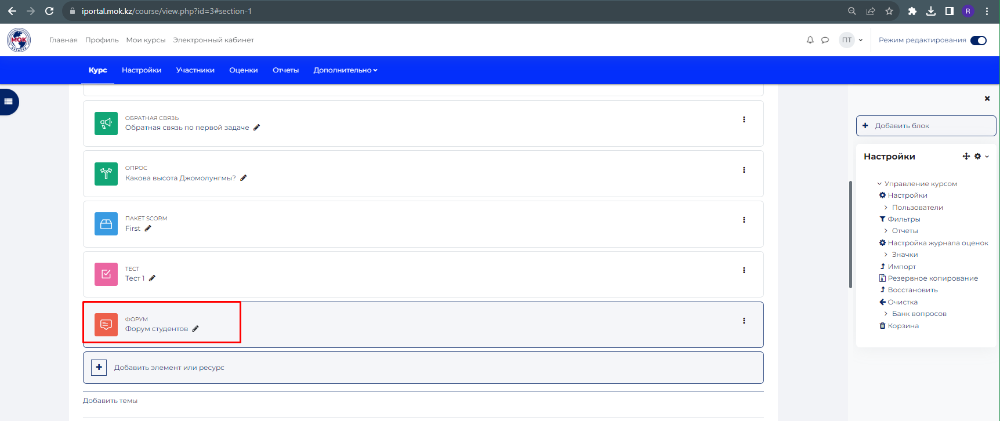 iportal.mok.kz/course/view.php?id=3#section-1
R
МОК
Главная Профиль Мои курсы Электронный кабинет
ПТ
Режим редактирования
Курс Настройки Участники Оценки Отчеты Дополнительно
ОБРАТНАЯ СВЯЗЬ
Обратная связь по первой задаче
ОПРОС
Какова высота Джомолунгмы?
ПАКЕТ SCORM
First
ТЕСТ
Тест 1
ФОРУМ
Форум студентов
Добавить элемент или ресурс
Добавить темы
Добавить блок
Настройки
Управление курсом
Настройки
Пользователи
Фильтры
Отчеты
Настройка журнала оценок
Значки
Импорт
Резервное копирование
Восстановить
Очистка
Банк вопросов
Корзина